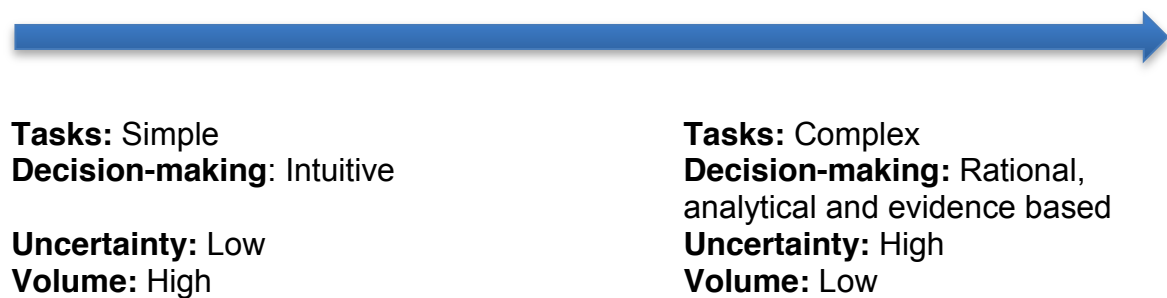 Tasks: Simple
Decision-making: Intuitive
Uncertainty: Low
Volume: High
Tasks: Complex
Decision-making: Rational,
analytical and evidence based
Uncertainty: High
Volume: Low